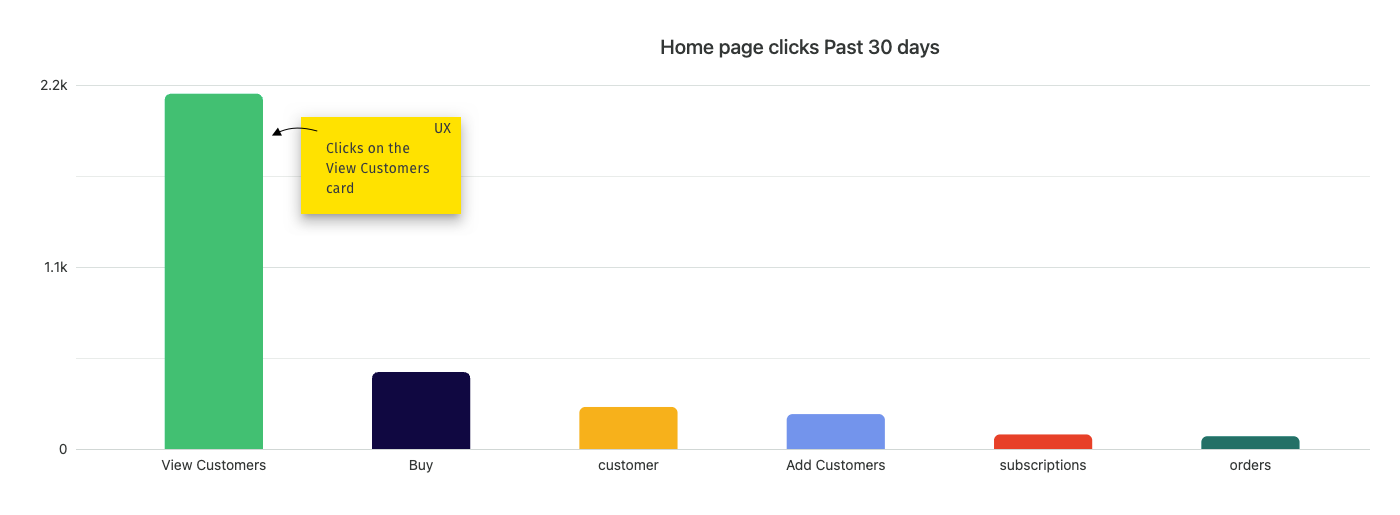 Home page clicks Past 30 days
2.2k
UX
Clicks on the
View Customers
card
1.1k
0
View Customers
Buy
customer
Add Customers
subscriptions
orders